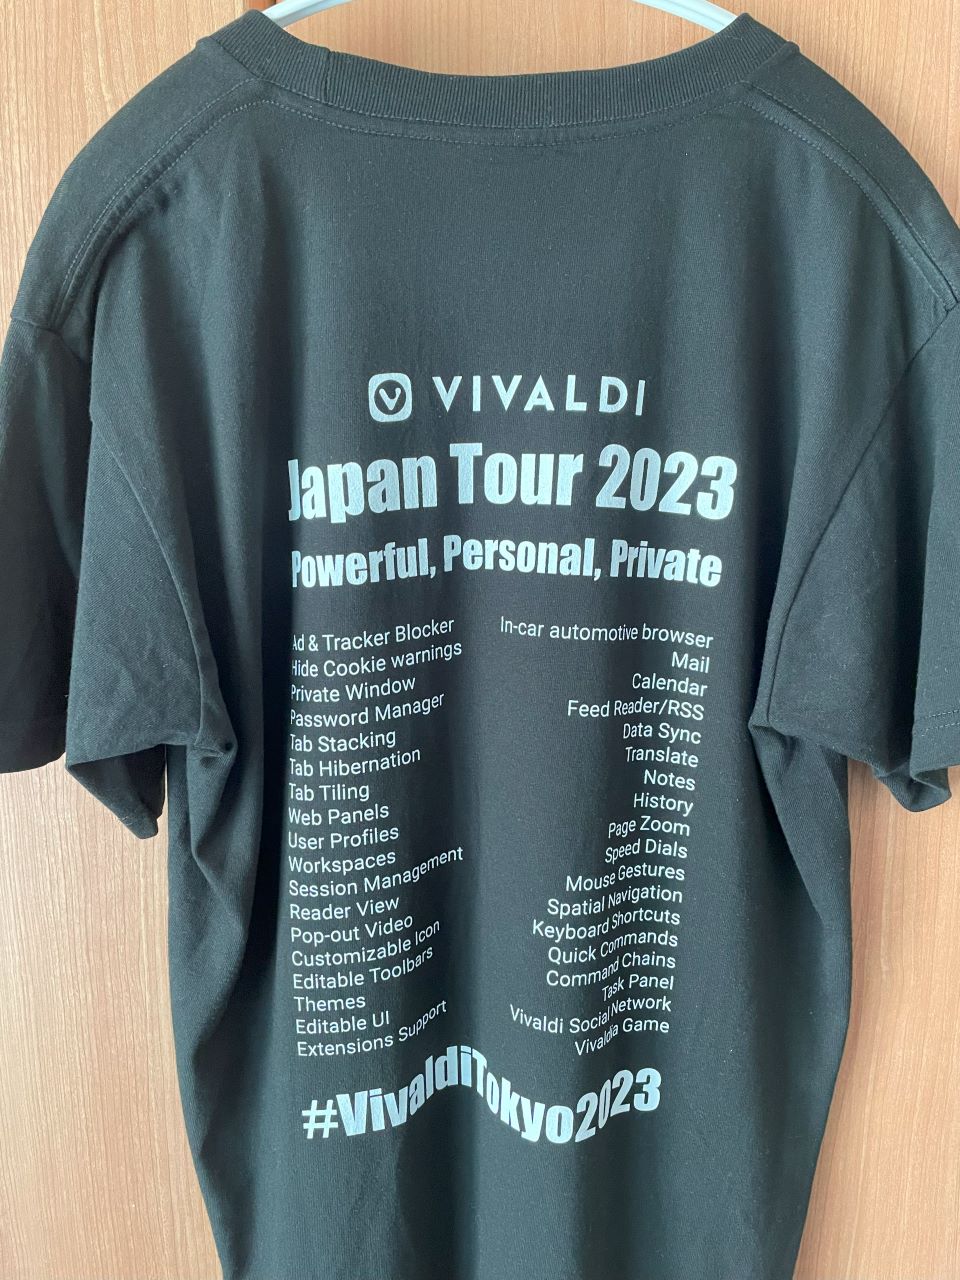 VIVALDI
Japan Tour 2023
Powerful, Personal, Private
Ad & Tracker Blocker
Hide Cookie warnings
Private Window
Password Manager
Tab Stacking
Tab Hibernation
Tab Tiling
Web Panels
User Profiles
Workspaces
Session Management
Reader View
Pop-out Video
Customizable Icon
Editable Toolbars
Themes
Editable UI
Extensions Support
In-car automotive browser
Mail
Calendar
Feed Reader/RSS
Data Sync
Translate
Notes
History
Page Zoom
Speed Dials
Mouse Gestures
Spatial Navigation
Keyboard Shortcuts
Quick Commands
Command Chains
Task Panel
Vivaldi Social Network
Vivaldia Game
#VivaldiTokyo2023